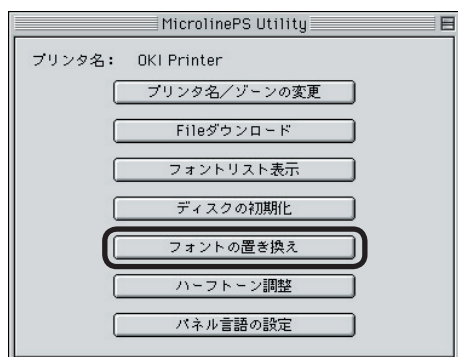 MicrolinePS Utility
プリンタ名： OKI Printer
プリンタ名／ゾーンの変更
Fileダウンロード
フォントリスト表示
ディスクの初期化
フォントの置き換え
ハーフトーン調整
パネル言語の設定